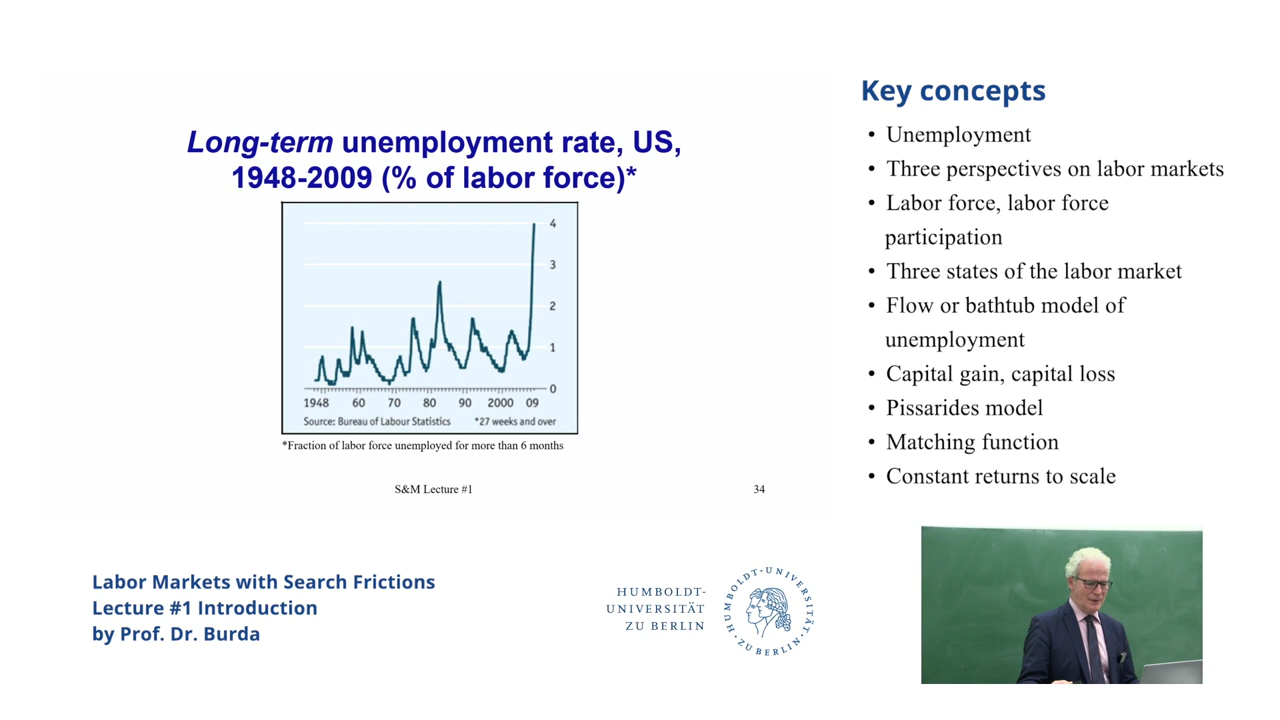 Long-term unemployment rate, US,
1948-2009 (% of labor force)*
4
3
2
1
0
1948 60 70 80 90 2000 09
Source: Bureau of Labour Statistics *27 weeks and over
*Fraction of labor force unemployed for more than 6 months
S&M Lecture #1 34
Key concepts
• Unemployment
• Three perspectives on labor markets
• Labor force, labor force
participation
• Three states of the labor market
• Flow or bathtub model of
unemployment
• Capital gain, capital loss
• Pissarides model
• Matching function
• Constant returns to scale
Labor Markets with Search Frictions
Lecture #1 Introduction
by Prof. Dr. Burda
HUMBOLDT-
UNIVERSITÄT
ZU BERLIN
HUMBOLDT-UNIVERSITÄT
· ZU BERLIN ·